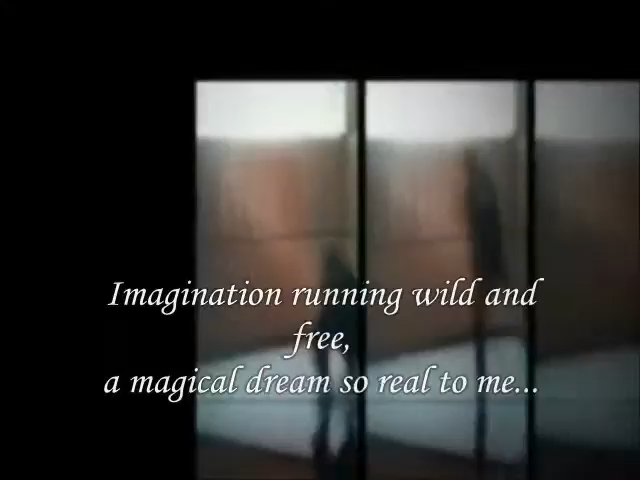 Imagination running wild and
free,
a magical dream so real to me...